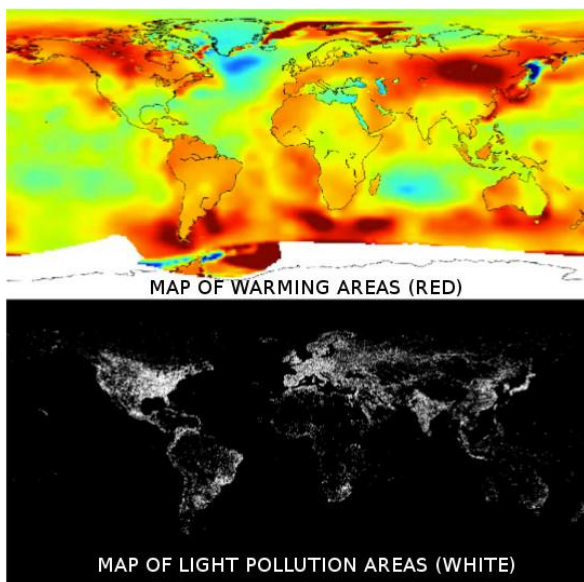 MAP OF WARMING AREAS (RED)
MAP OF LIGHT POLLUTION AREAS (WHITE)